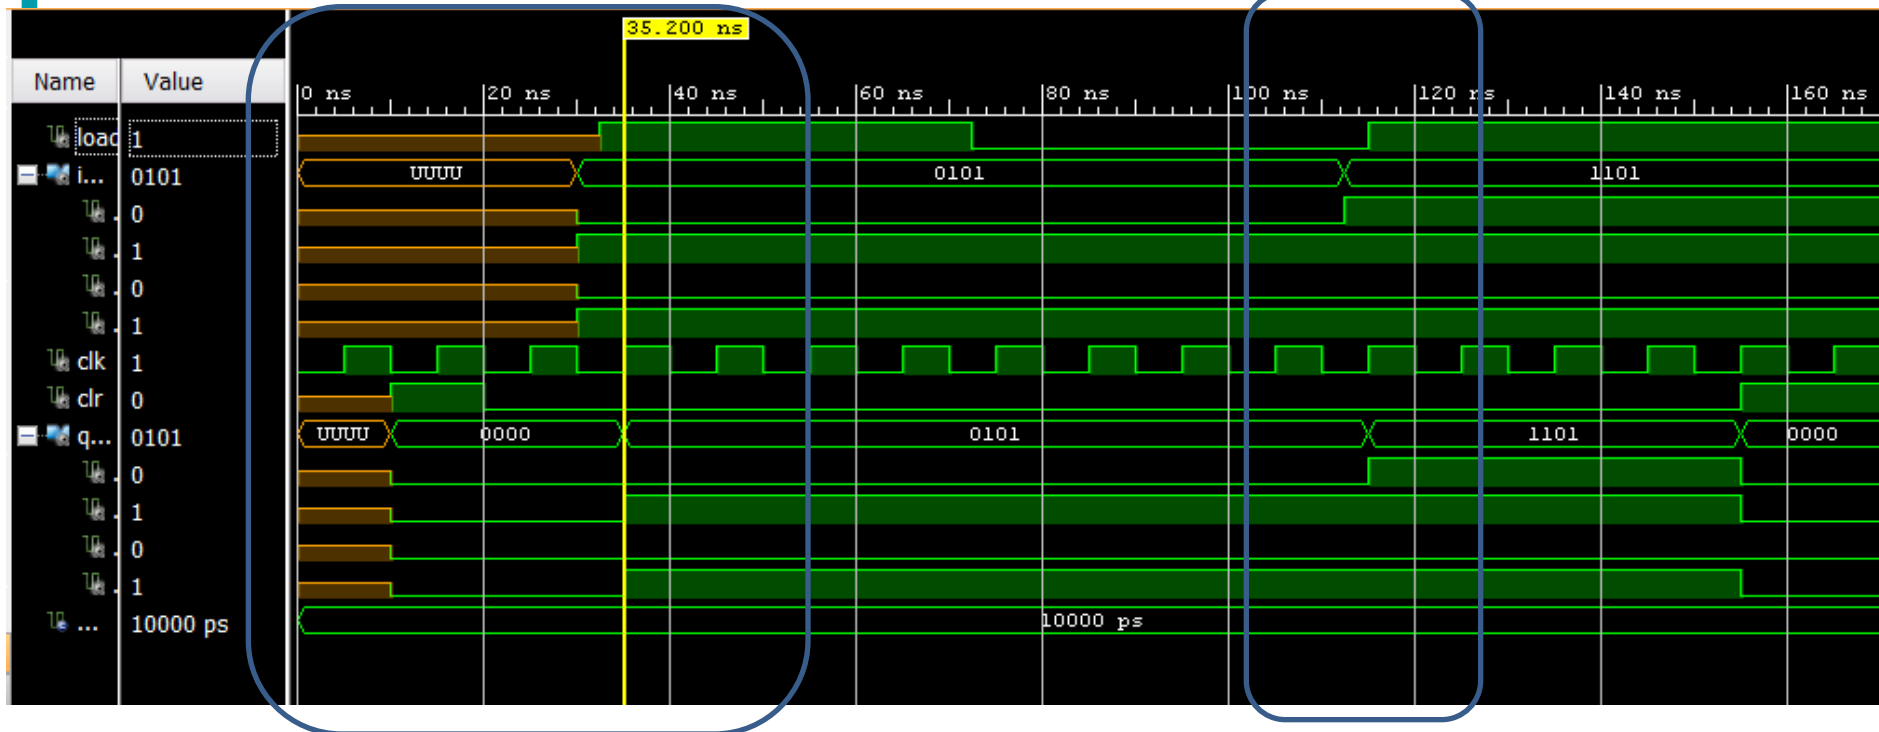 35.200 ns
Name Value
0 ns 20 ns 40 ns 60 ns 80 ns 100 ns 120 ns 140 ns 160 ns
load 1
i... 0101 UUUU 0101 1101
. 0
. 1
. 0
. 1
clk 1
clr 0
q... 0101 UUUU 0000 0101 1101 0000
. 0
. 1
. 0
. 1
... 10000 ps 10000 ps